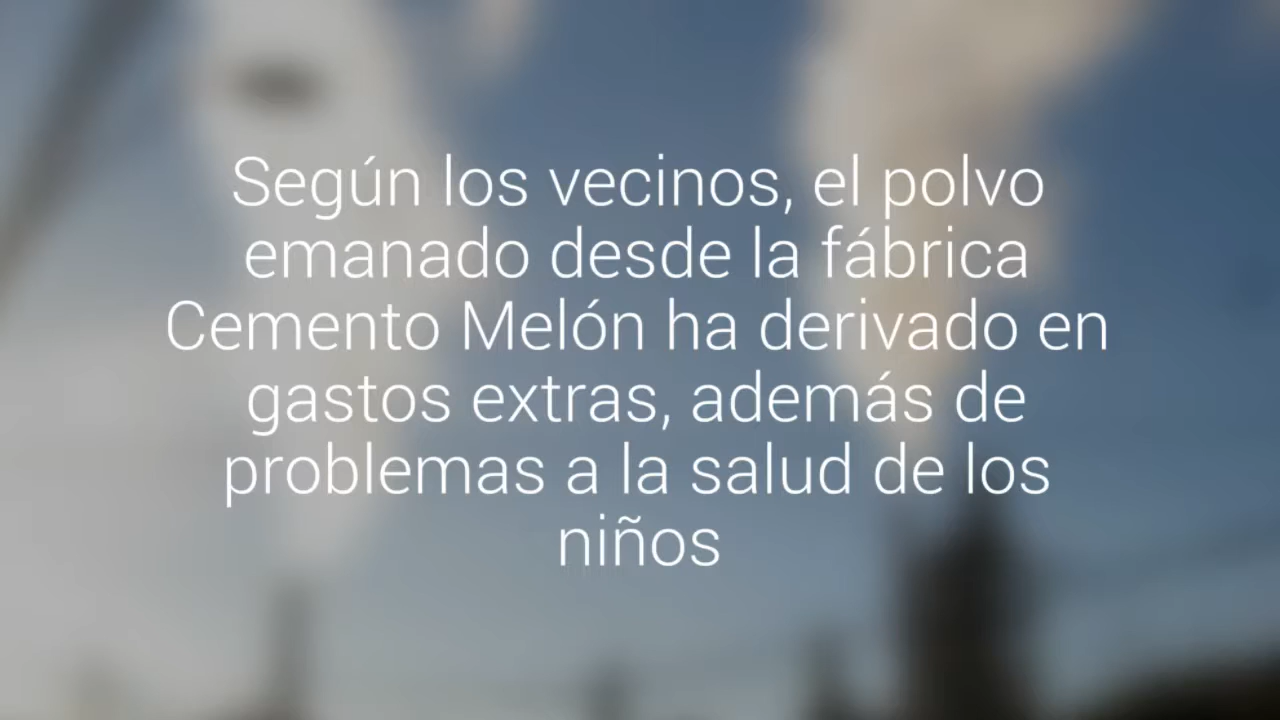 Según los vecinos, el polvo
emanado desde la fábrica
Cemento Melón ha derivado en
gastos extras, además de
problemas a la salud de los
niños